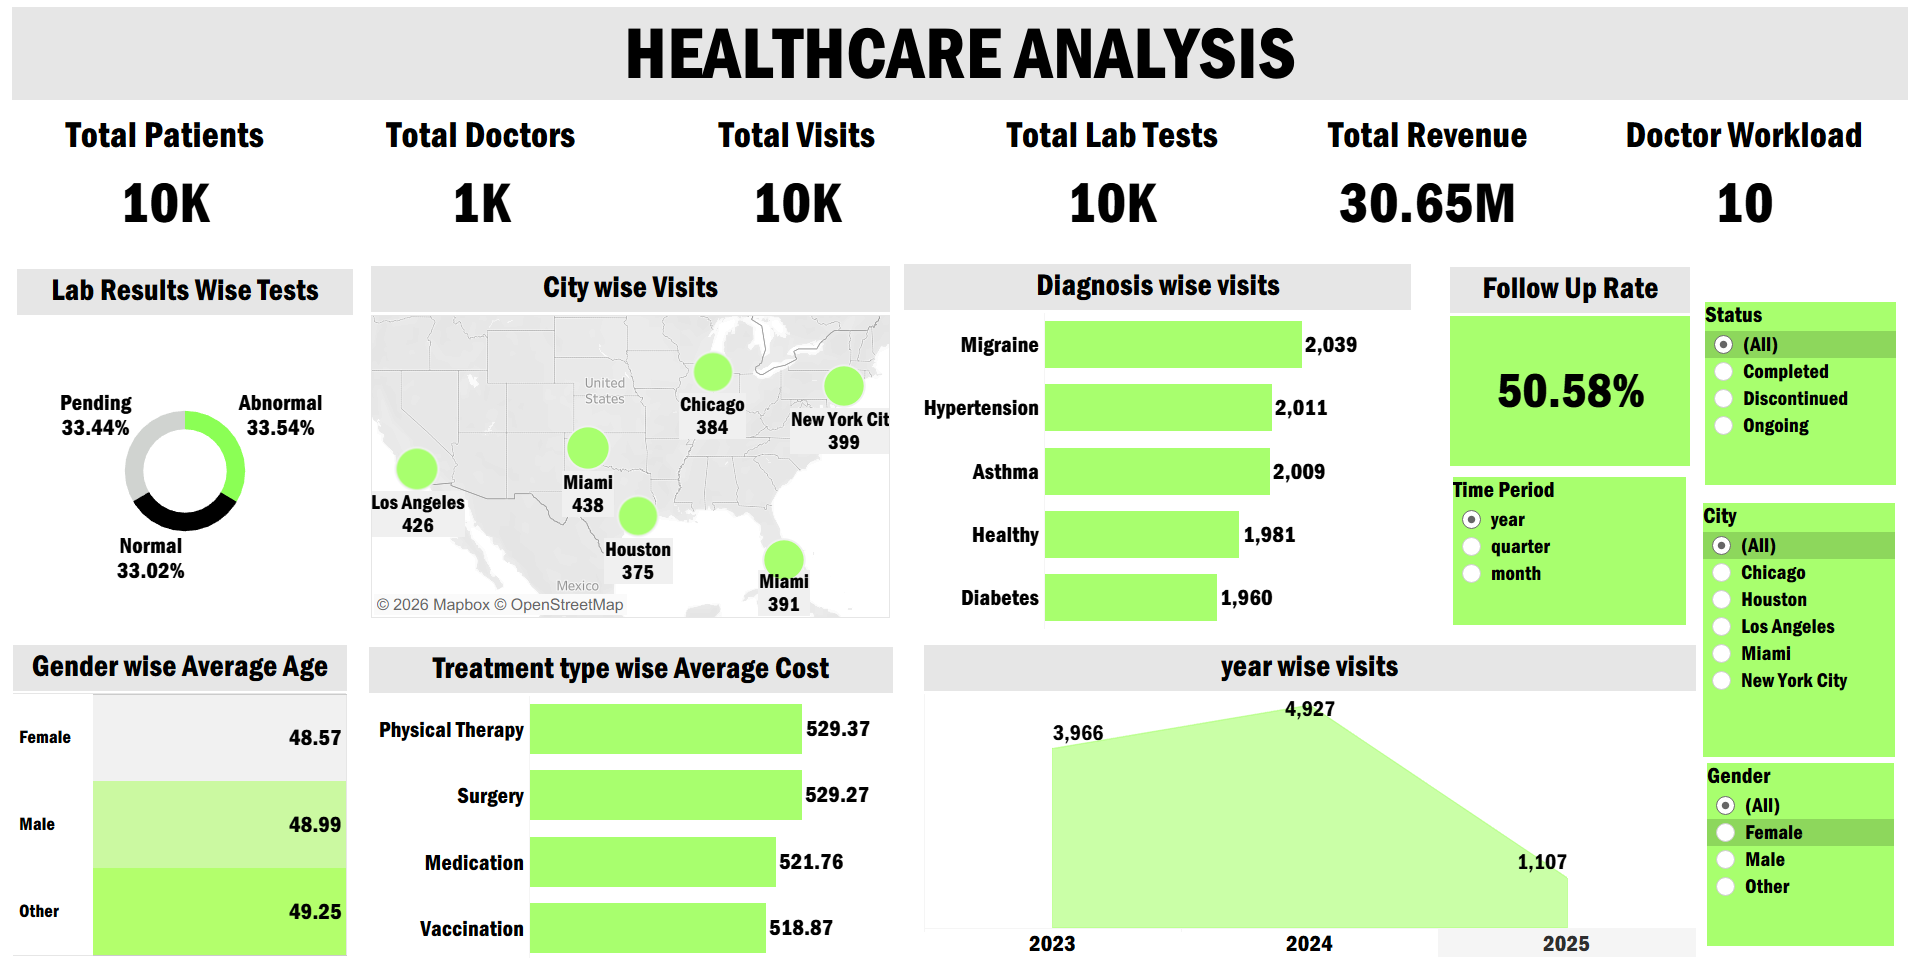 HEALTHCARE ANALYSIS
Total Patients
10K
Total Doctors
1K
Total Visits
10K
Total Lab Tests
10K
Total Revenue
30.65M
Doctor Workload
10
Lab Results Wise Tests
Pending
33.44%
Abnormal
33.54%
Normal
33.02%
City wise Visits
United
States
Chicago
384
New York Cit
399
Miami
438
Los Angeles
426
Houston
375
Miami
391
Mexico
© 2026 Mapbox © OpenStreetMap
Diagnosis wise visits
Migraine 2,039
Hypertension 2,011
Asthma 2,009
Healthy 1,981
Diabetes 1,960
Follow Up Rate
50.58%
Time Period
year
quarter
month
Status
(All)
Completed
Discontinued
Ongoing
City
(All)
Chicago
Houston
Los Angeles
Miami
New York City
Gender
(All)
Female
Male
Other
Gender wise Average Age
Female 48.57
Male 48.99
Other 49.25
Treatment type wise Average Cost
Physical Therapy 529.37
Surgery 529.27
Medication 521.76
Vaccination 518.87
year wise visits
3,966
4,927
1,107
2023 2024 2025